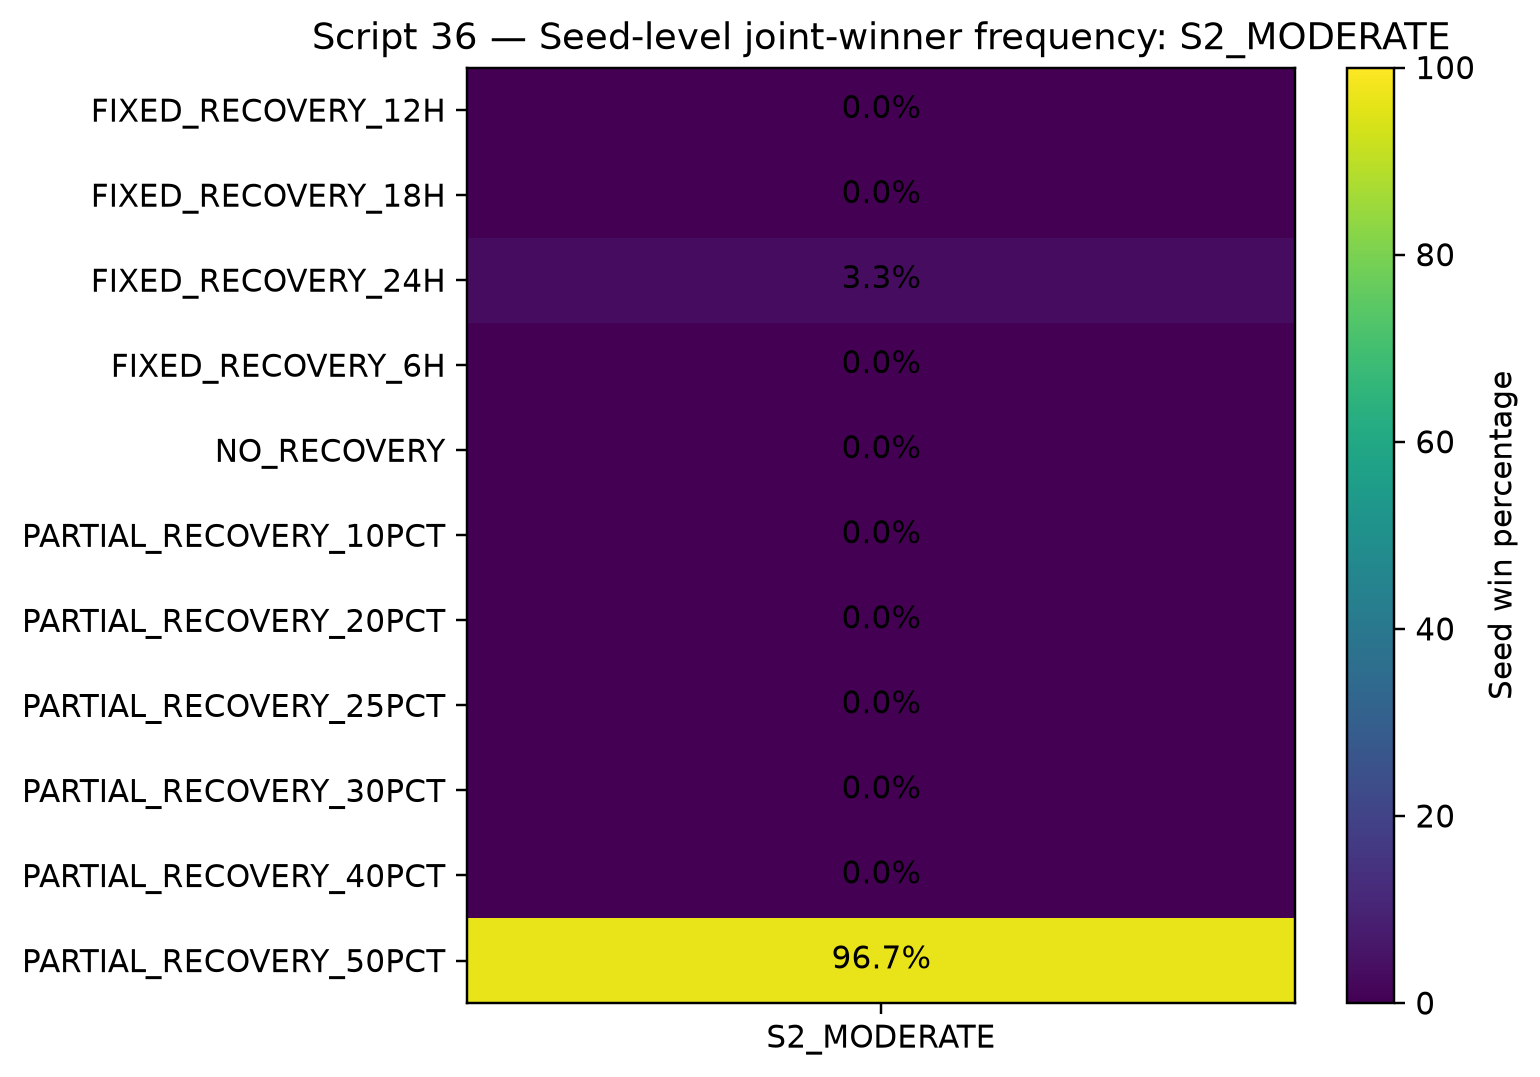 Script 36 — Seed-level joint-winner frequency: S2_MODERATE
FIXED_RECOVERY_12H 0.0%
FIXED_RECOVERY_18H 0.0%
FIXED_RECOVERY_24H 3.3%
FIXED_RECOVERY_6H 0.0%
NO_RECOVERY 0.0%
PARTIAL_RECOVERY_10PCT 0.0%
PARTIAL_RECOVERY_20PCT 0.0%
PARTIAL_RECOVERY_25PCT 0.0%
PARTIAL_RECOVERY_30PCT 0.0%
PARTIAL_RECOVERY_40PCT 0.0%
PARTIAL_RECOVERY_50PCT 96.7%
S2_MODERATE
100
80
60
40
20
0
Seed win percentage